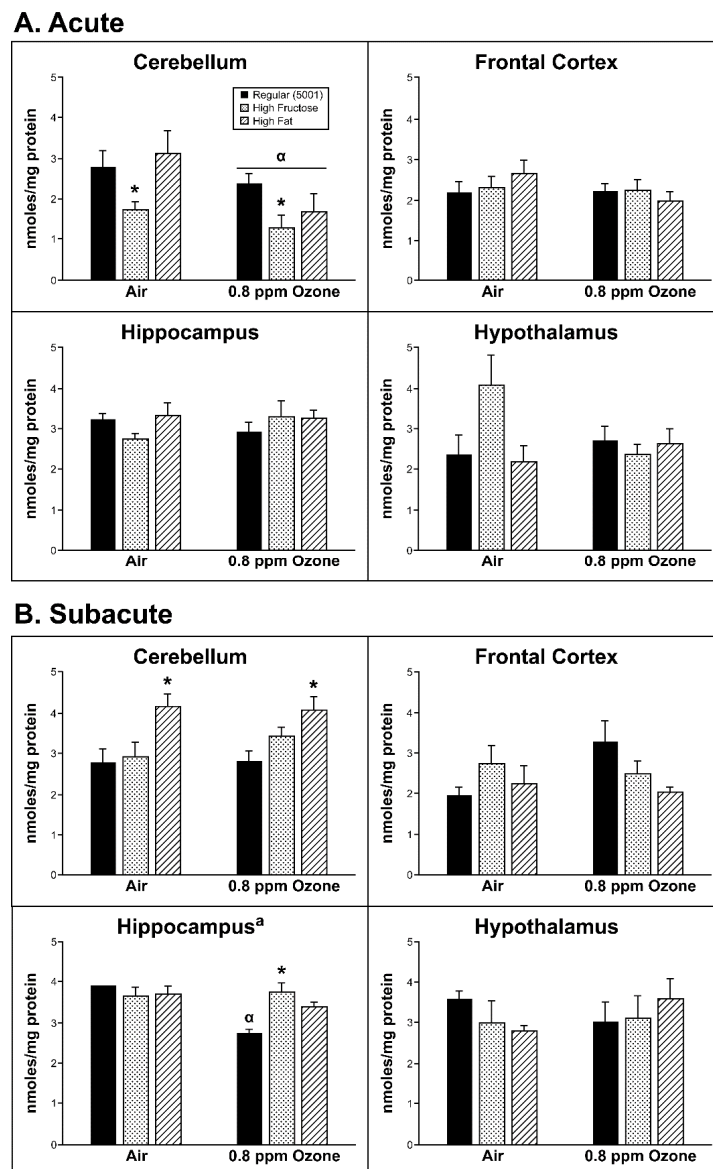 A. Acute
Cerebellum
nmoles/mg protein
5
4
3
2
1
0
Regular (5001)
High Fructose
High Fat
*
α
*
Air
0.8 ppm Ozone
Frontal Cortex
nmoles/mg protein
5
4
3
2
1
0
Air
0.8 ppm Ozone
Hippocampus
nmoles/mg protein
5
4
3
2
1
0
Air
0.8 ppm Ozone
Hypothalamus
nmoles/mg protein
5
4
3
2
1
0
Air
0.8 ppm Ozone
B. Subacute
Cerebellum
nmoles/mg protein
5
4
3
2
1
0
*
*
Air
0.8 ppm Ozone
Frontal Cortex
nmoles/mg protein
5
4
3
2
1
0
Air
0.8 ppm Ozone
Hippocampusᵃ
nmoles/mg protein
5
4
3
2
1
0
α
*
Air
0.8 ppm Ozone
Hypothalamus
nmoles/mg protein
5
4
3
2
1
0
Air
0.8 ppm Ozone